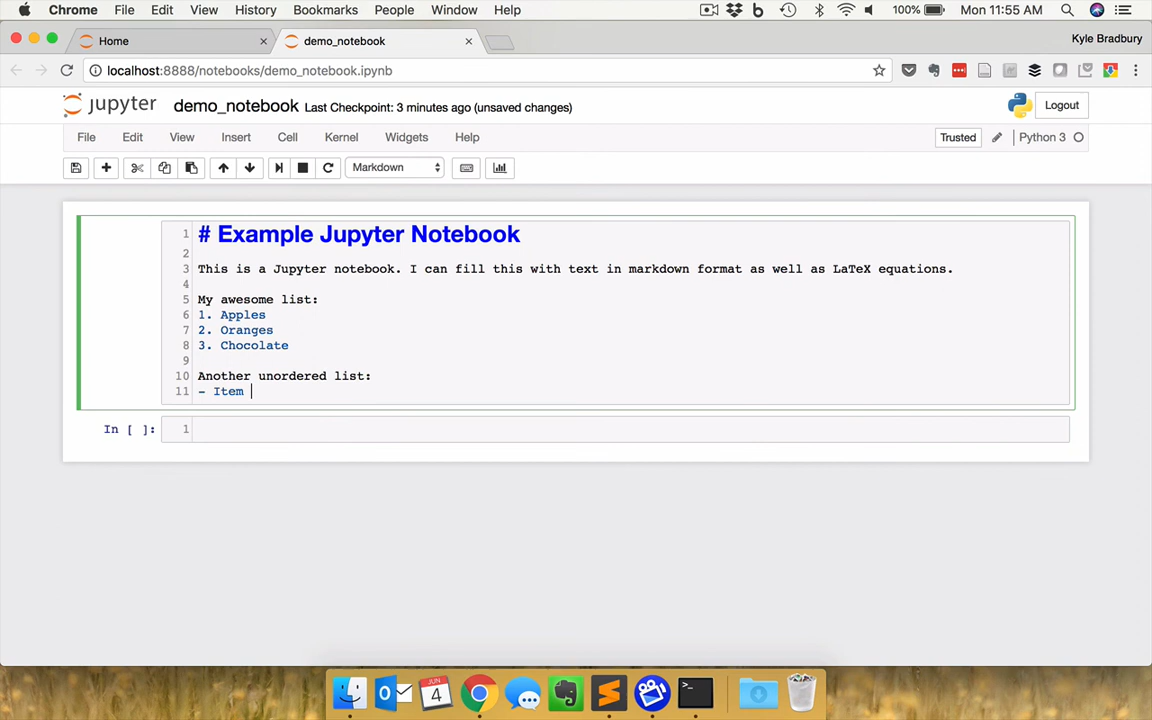 Chrome File Edit View History Bookmarks People Window Help 100% Mon 11:55 AM
Home demo_notebook Kyle Bradbury
localhost:8888/notebooks/demo_notebook.ipynb
jupyter demo_notebook Last Checkpoint: 3 minutes ago (unsaved changes) Logout
File Edit View Insert Cell Kernel Widgets Help Trusted Python 3
Markdown
1 # Example Jupyter Notebook
2
3 This is a Jupyter notebook. I can fill this with text in markdown format as well as LaTeX equations.
4
5 My awesome list:
6 1. Apples
7 2. Oranges
8 3. Chocolate
9
10 Another unordered list:
11 - Item
In [ ]: 1
JUN
4